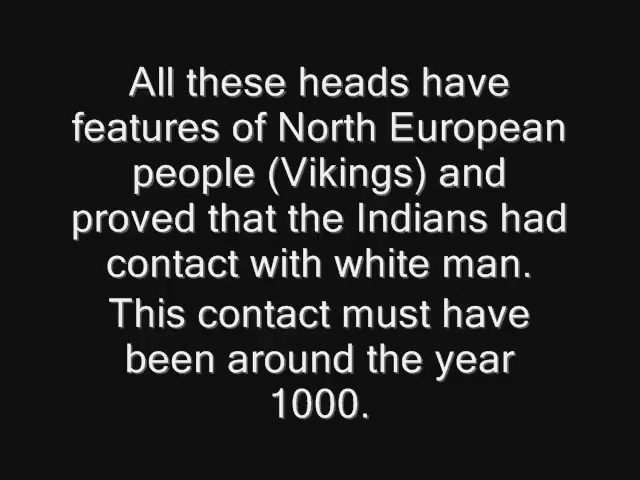 All these heads have
features of North European
people (Vikings) and
proved that the Indians had
contact with white man.
This contact must have
been around the year
1000.